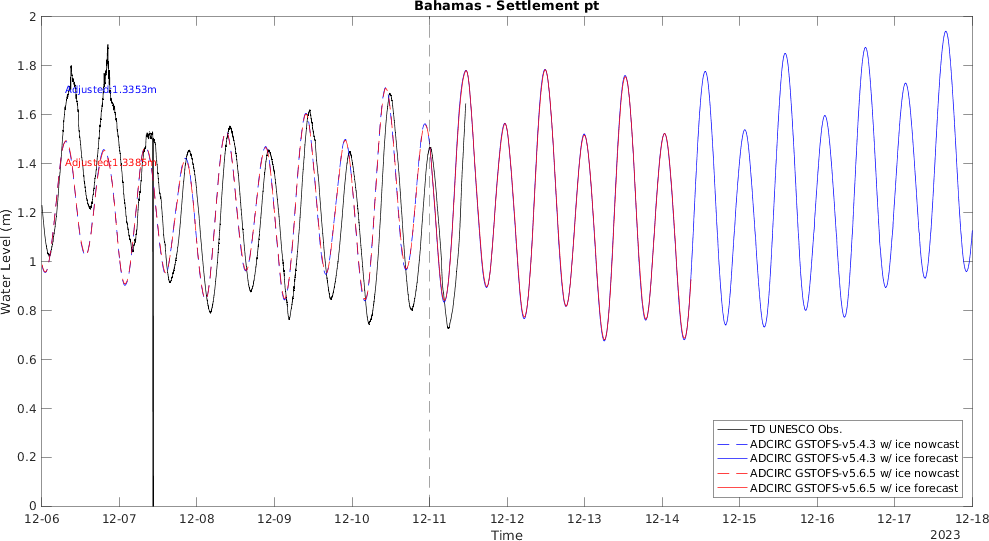 Bahamas - Settlement pt
2
1.8
1.6
1.4
1.2
1
0.8
0.6
0.4
0.2
0
Water Level (m)
Adjusted:1.3353m
Adjusted:1.3385m
TD UNESCO Obs.
ADCIRC GSTOFS-v5.4.3 w/ ice nowcast
ADCIRC GSTOFS-v5.4.3 w/ ice forecast
ADCIRC GSTOFS-v5.6.5 w/ ice nowcast
ADCIRC GSTOFS-v5.6.5 w/ ice forecast
12-06 12-07 12-08 12-09 12-10 12-11 12-12 12-13 12-14 12-15 12-16 12-17 12-18
Time
2023